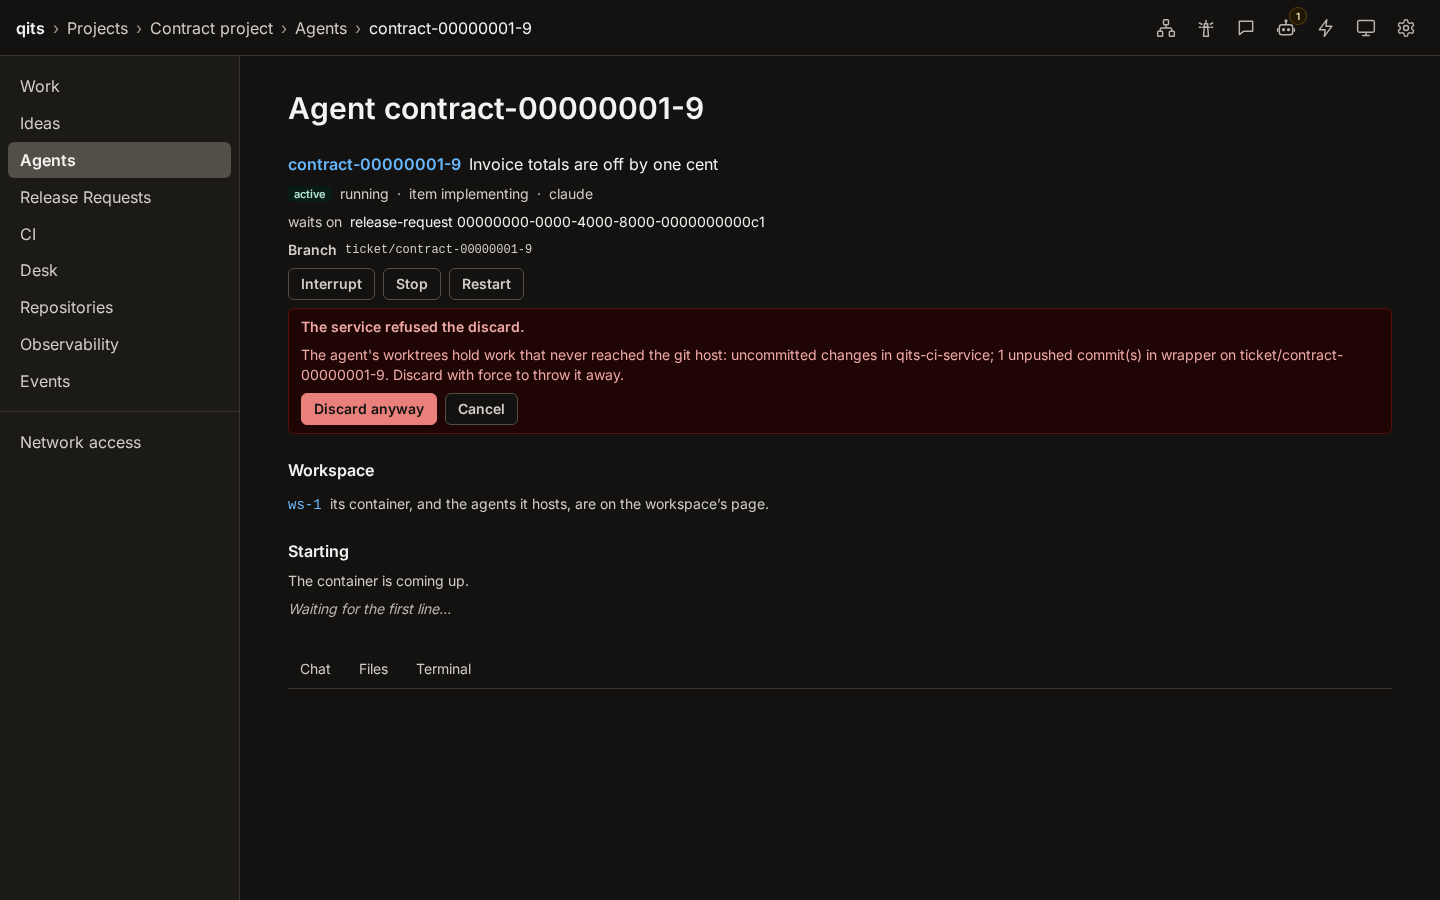 qits › Projects › Contract project › Agents › contract-00000001-9
1
Work
Ideas
Agents
Release Requests
CI
Desk
Repositories
Observability
Events
Network access
Agent contract-00000001-9
contract-00000001-9 Invoice totals are off by one cent
active running · item implementing · claude
waits on release-request 00000000-0000-4000-8000-0000000000c1
Branch ticket/contract-00000001-9
Interrupt Stop Restart
The service refused the discard.
The agent's worktrees hold work that never reached the git host: uncommitted changes in qits-ci-service; 1 unpushed commit(s) in wrapper on ticket/contract-
00000001-9. Discard with force to throw it away.
Discard anyway Cancel
Workspace
ws-1 its container, and the agents it hosts, are on the workspace’s page.
Starting
The container is coming up.
Waiting for the first line…
Chat Files Terminal